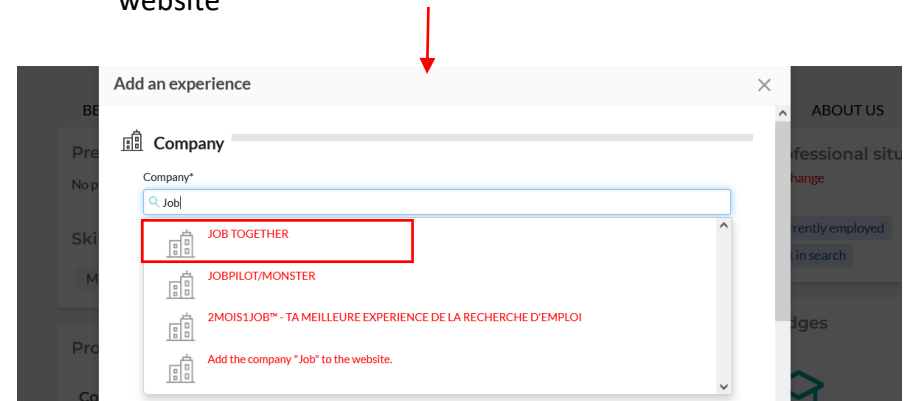 website
Add an experience
BE
ABOUT US
Company
Pre
fessional situ
Company*
No p
hange
Job
JOB TOGETHER
rently employed
Ski
in search
M
JOBPILOT/MONSTER
2MOIS1JOB™ - TA MEILLEURE EXPERIENCE DE LA RECHERCHE D'EMPLOI
dges
Pro
Add the company "Job" to the website.
Co